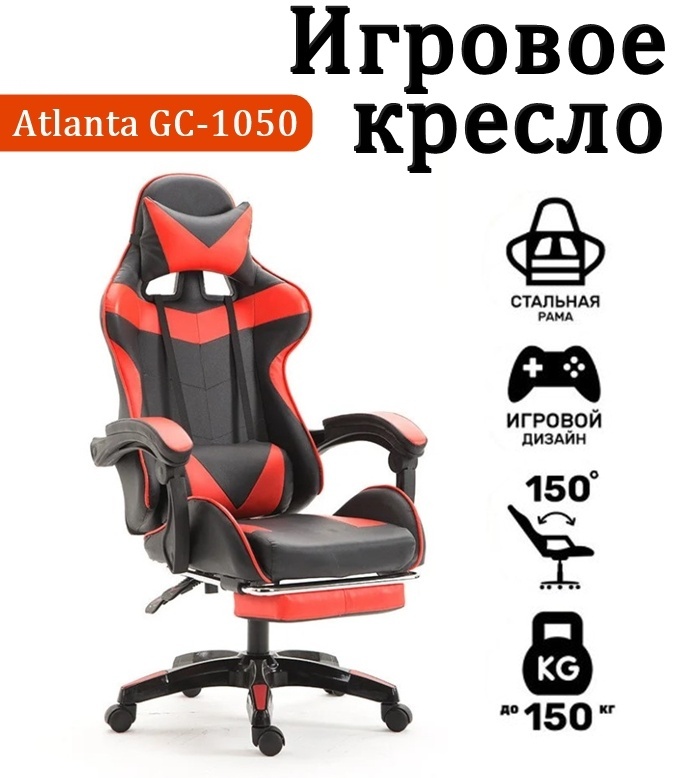 Игровое
кресло
Atlanta GC-1050
СТАЛЬНАЯ
РАМА
ИГРОВОЙ
ДИЗАЙН
150°
KG
до 150 кг